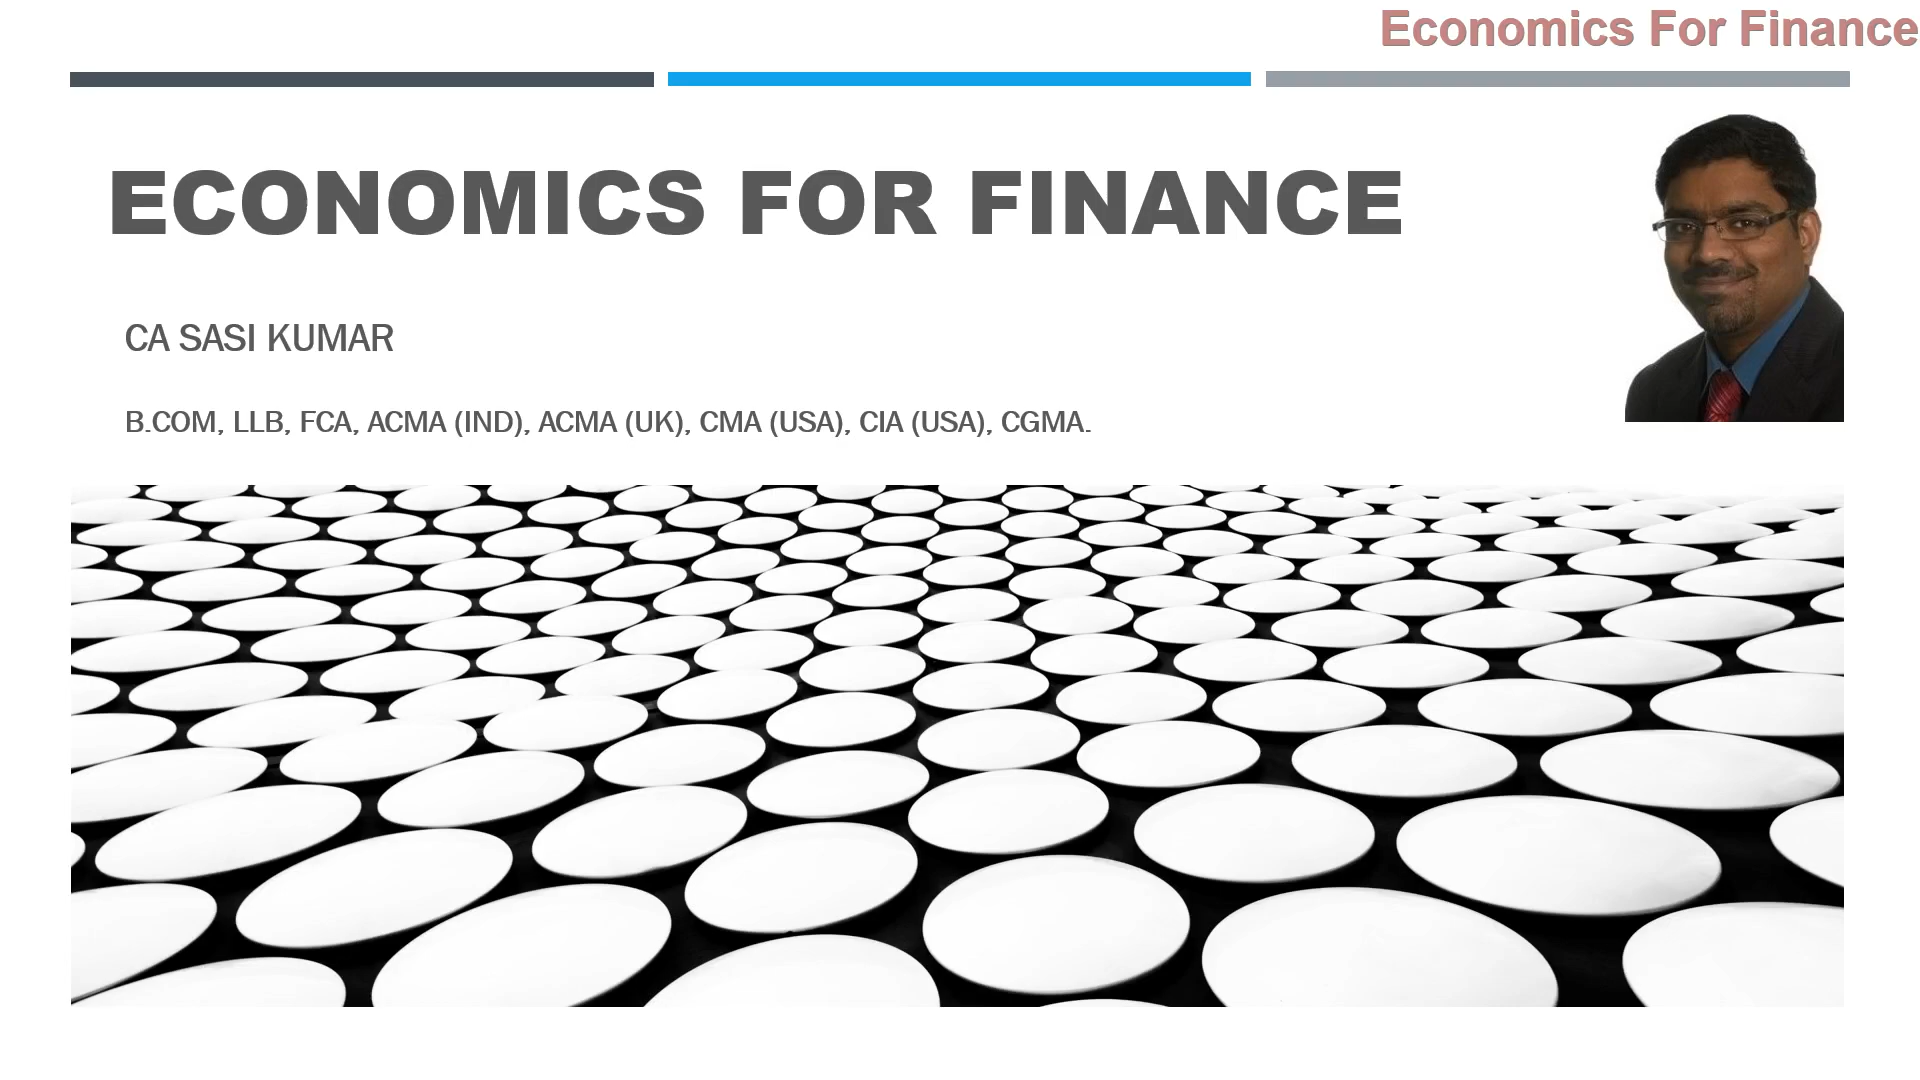 Economics For Finance
ECONOMICS FOR FINANCE
CA SASI KUMAR
B.COM, LLB, FCA, ACMA (IND), ACMA (UK), CMA (USA), CIA (USA), CGMA.